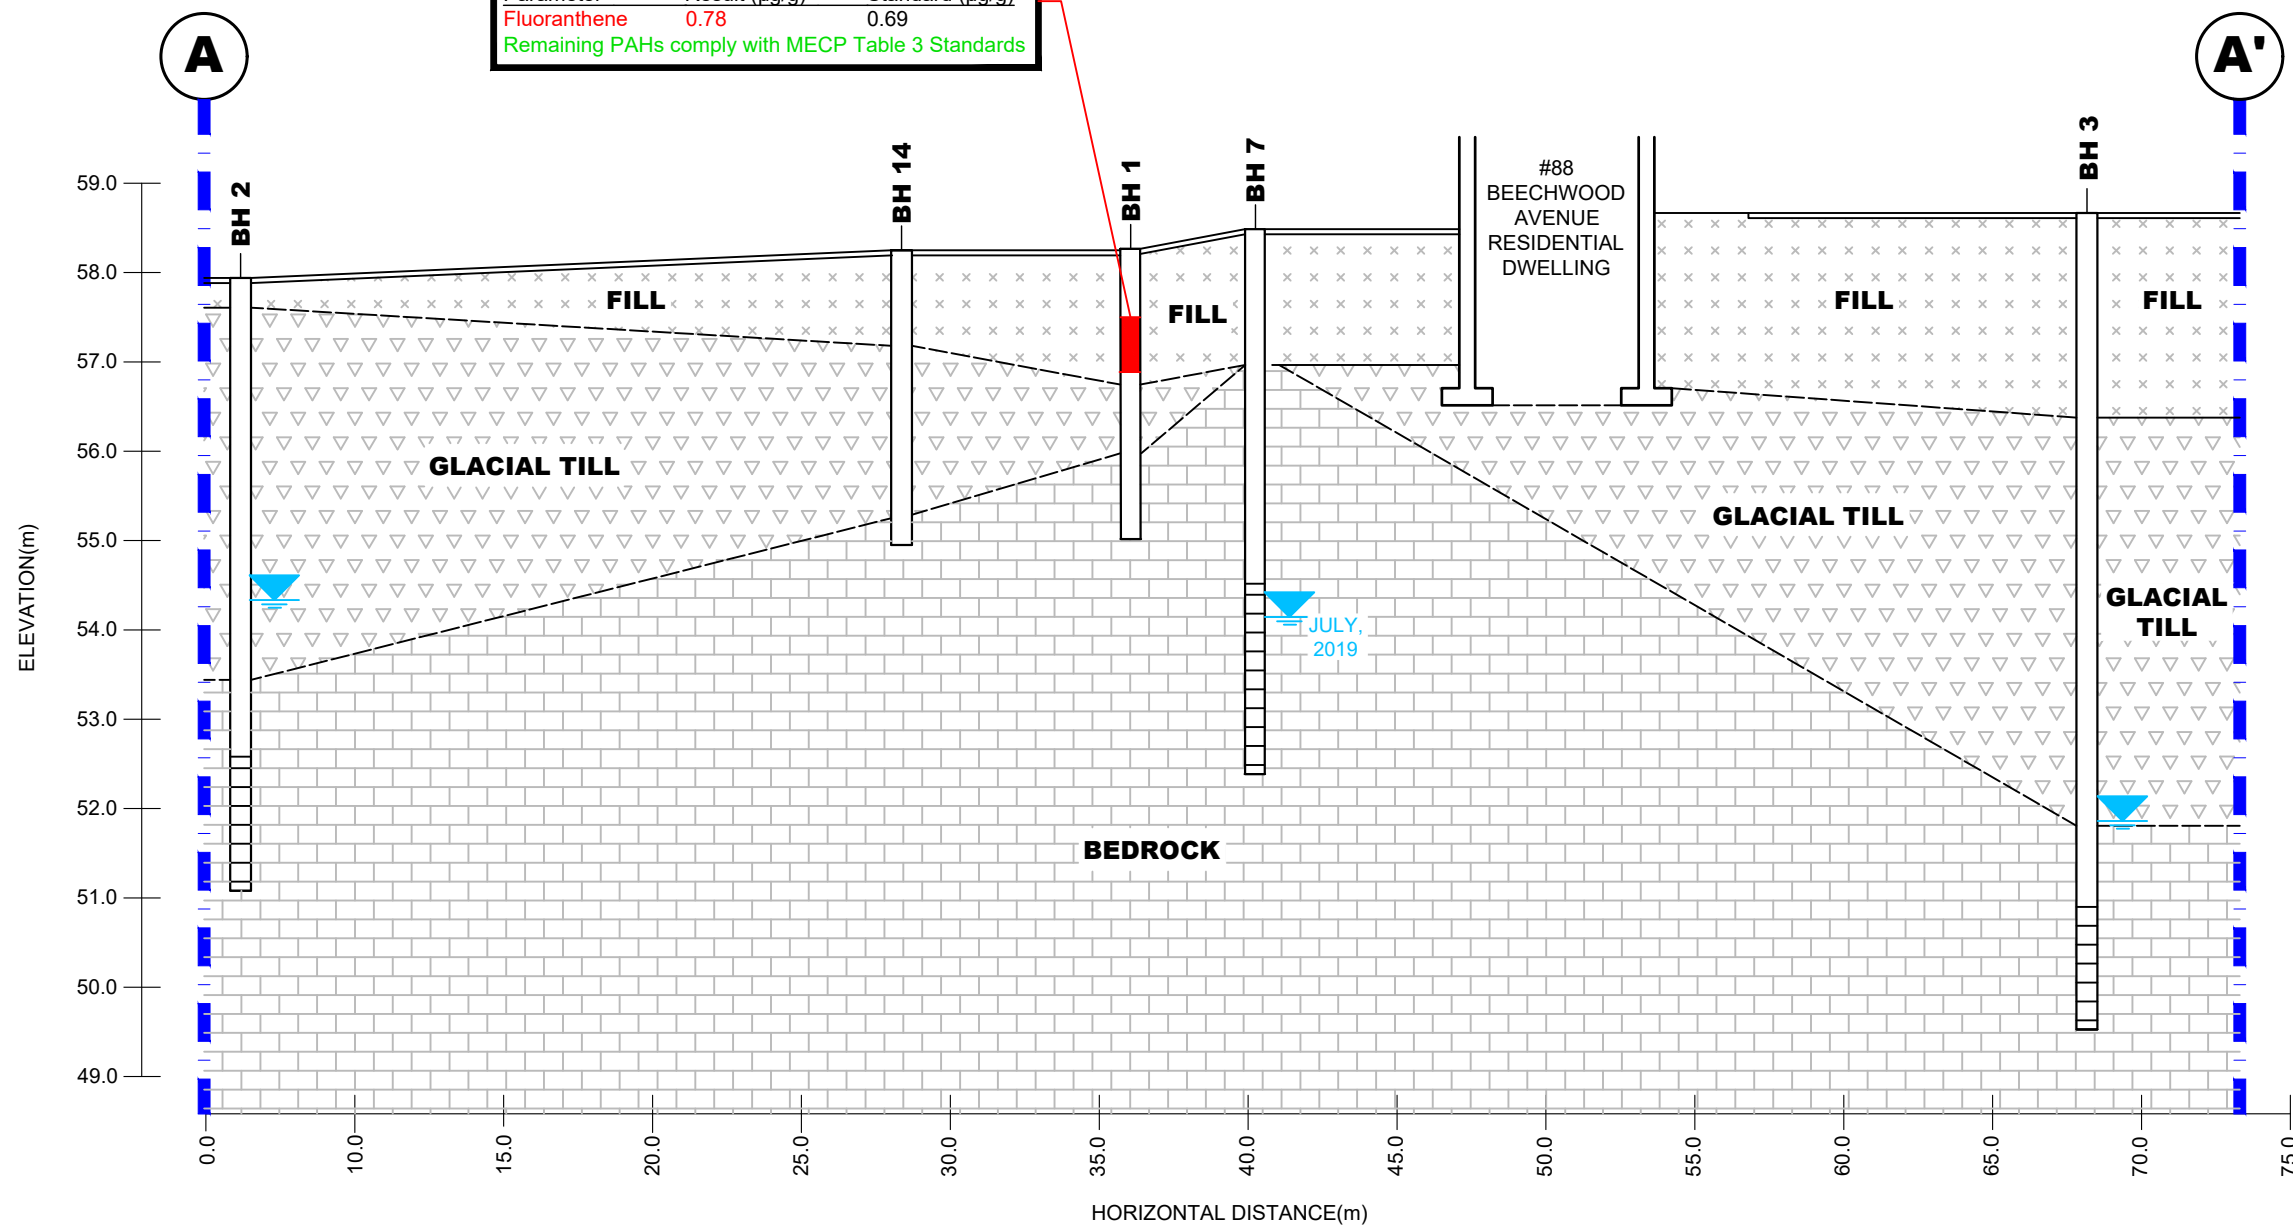 Parameter Result (µg/g) Standard (µg/g)
Fluoranthene 0.78 0.69
Remaining PAHs comply with MECP Table 3 Standards
A
A'
BH 2
BH 14
BH 1
BH 7
BH 3
#88
BEECHWOOD
AVENUE
RESIDENTIAL
DWELLING
59.0
58.0
57.0
56.0
55.0
54.0
53.0
52.0
51.0
50.0
49.0
ELEVATION(m)
FILL
FILL
FILL
FILL
GLACIAL TILL
GLACIAL TILL
GLACIAL
TILL
JULY,
2019
BEDROCK
0.0
10.0
15.0
20.0
25.0
30.0
35.0
40.0
45.0
50.0
55.0
60.0
65.0
70.0
75.0
HORIZONTAL DISTANCE(m)